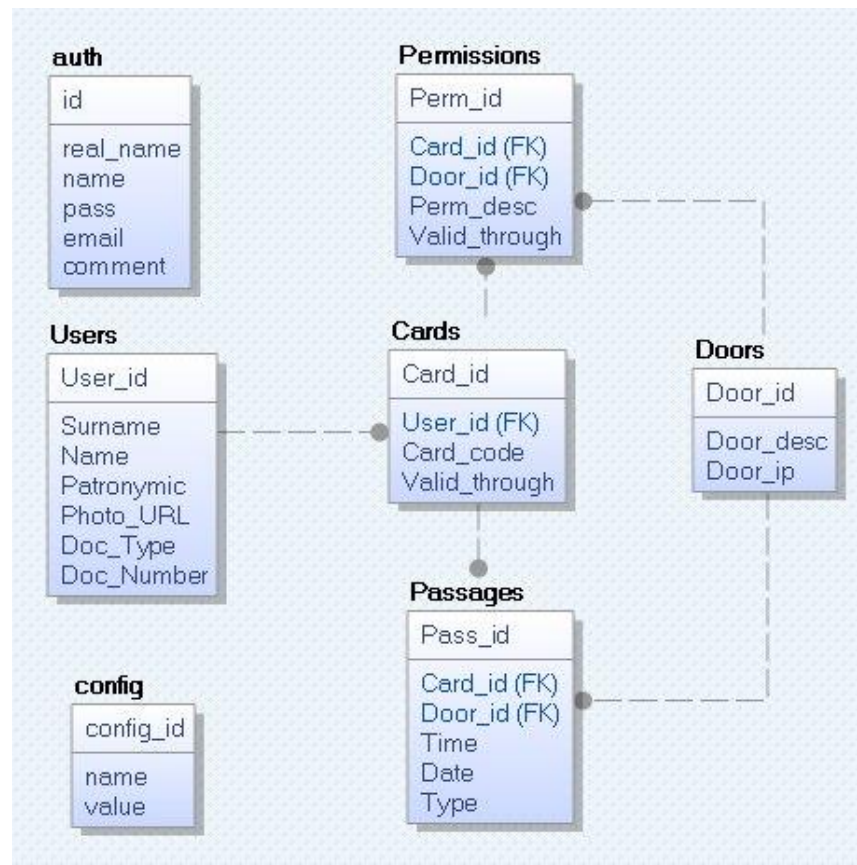 auth
id
real_name
name
pass
email
comment
Permissions
Perm_id
Card_id (FK)
Door_id (FK)
Perm_desc
Valid_through
Users
User_id
Surname
Name
Patronymic
Photo_URL
Doc_Type
Doc_Number
Cards
Card_id
User_id (FK)
Card_code
Valid_through
Doors
Door_id
Door_desc
Door_ip
Passages
Pass_id
Card_id (FK)
Door_id (FK)
Time
Date
Type
config
config_id
name
value